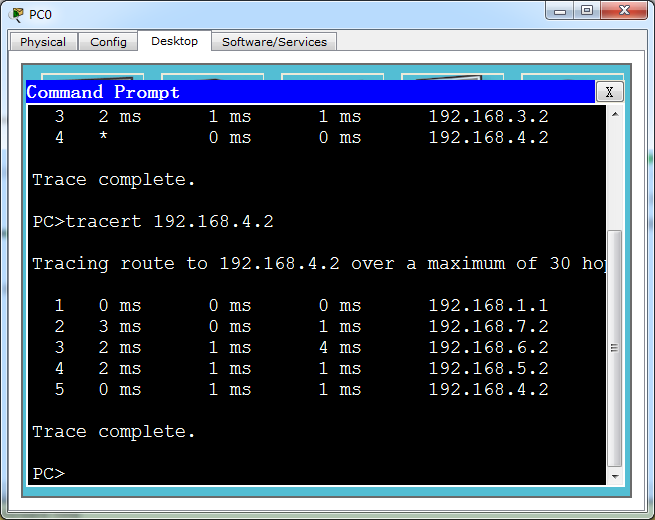 PC0
Physical Config Desktop Software/Services
Command Prompt X
3 2 ms 1 ms 1 ms 192.168.3.2
4 * 0 ms 0 ms 192.168.4.2
Trace complete.
PC>tracert 192.168.4.2
Tracing route to 192.168.4.2 over a maximum of 30 hop
1 0 ms 0 ms 0 ms 192.168.1.1
2 3 ms 0 ms 1 ms 192.168.7.2
3 2 ms 1 ms 4 ms 192.168.6.2
4 2 ms 1 ms 1 ms 192.168.5.2
5 0 ms 1 ms 1 ms 192.168.4.2
Trace complete.
PC>